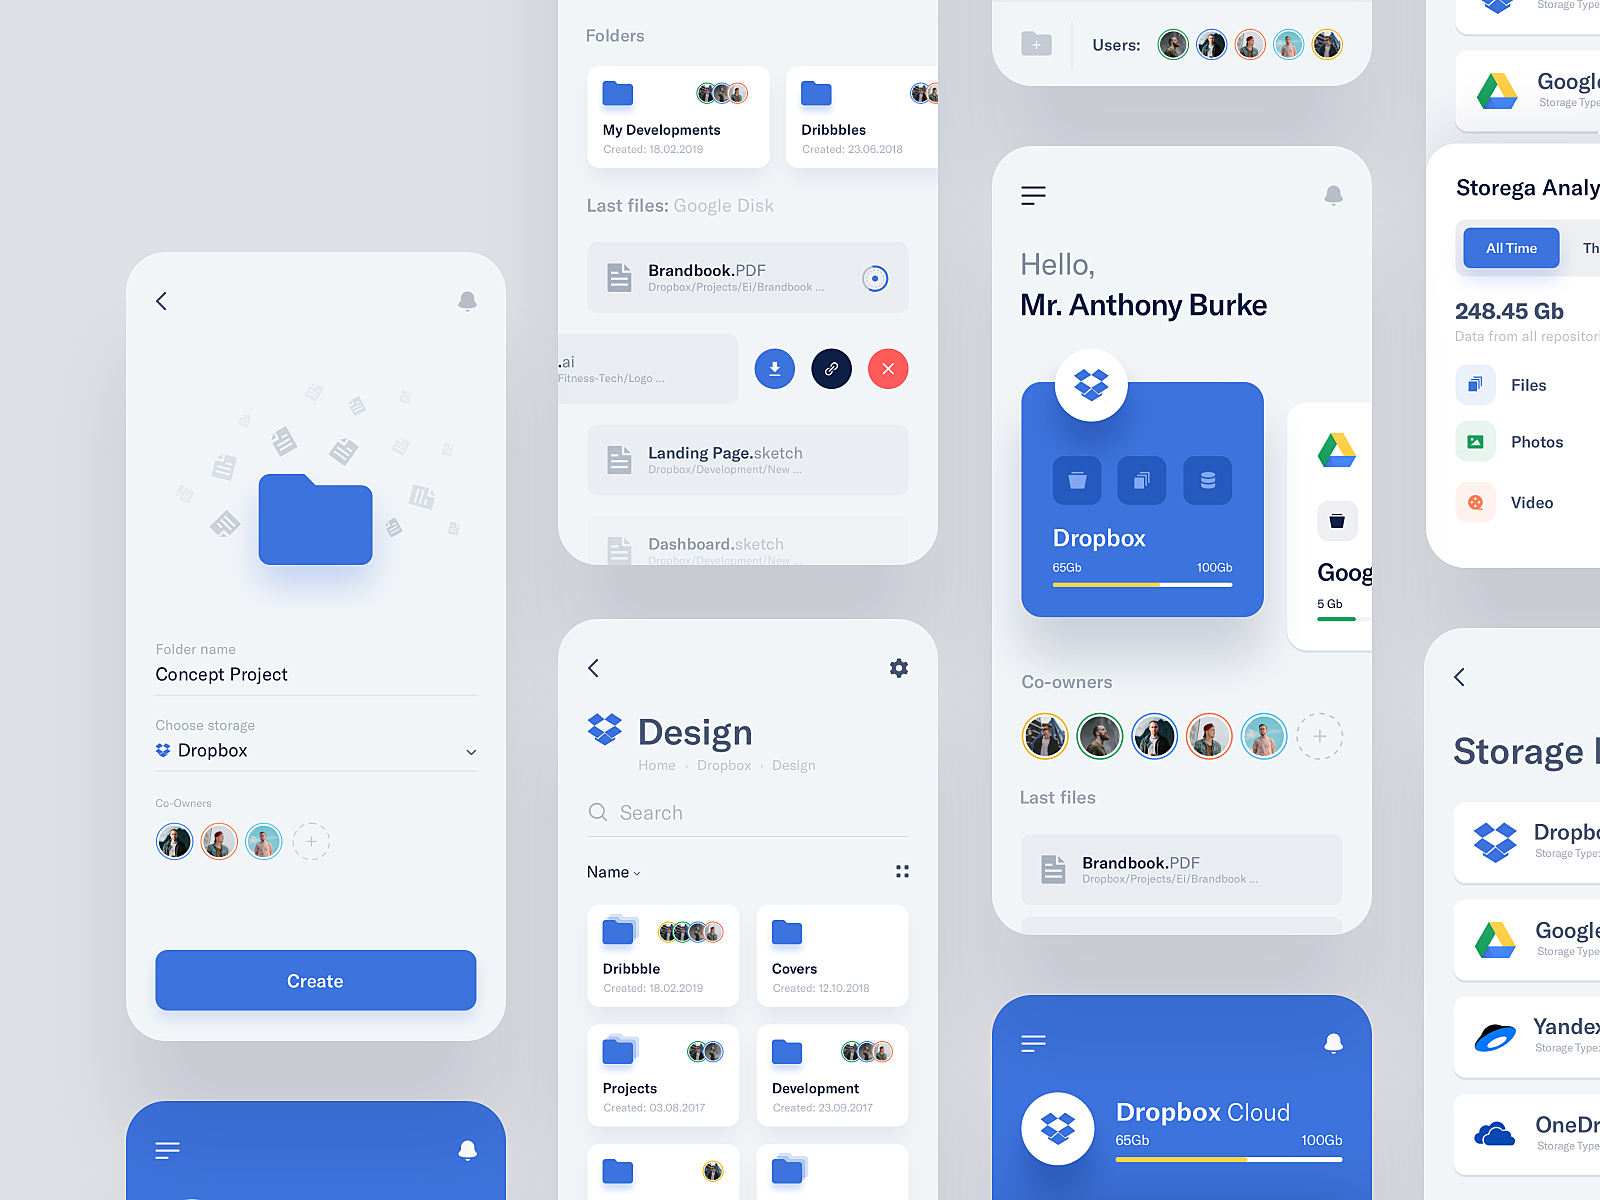 Folder name
Concept Project
Choose storage
Dropbox
Co-Owners
Create
Folders
My Developments
Created: 18.02.2019
Dribbbles
Created: 23.06.2018
Last files: Google Disk
Brandbook.PDF
Dropbox/Projects/Ei/Brandbook ...
.ai
Fitness-Tech/Logo ...
Landing Page.sketch
Dropbox/Development/New ...
Dashboard.sketch
Dropbox/Development/New ...
Design
Home › Dropbox › Design
Search
Name
Dribbble
Created: 18.02.2019
Covers
Created: 12.10.2018
Projects
Created: 03.08.2017
Development
Created: 23.09.2017
Users:
Hello,
Mr. Anthony Burke
Dropbox
65Gb 100Gb
Goog
5 Gb
Co-owners
Last files
Brandbook.PDF
Dropbox/Projects/Ei/Brandbook ...
Dropbox Cloud
65Gb 100Gb
Storage Type
Google
Storage Type
Storega Analy
All Time Th
248.45 Gb
Data from all repositori
Files
Photos
Video
Storage
Dropbo
Storage Type:
Google
Storage Type:
Yandex
Storage Type:
OneDr
Storage Type: